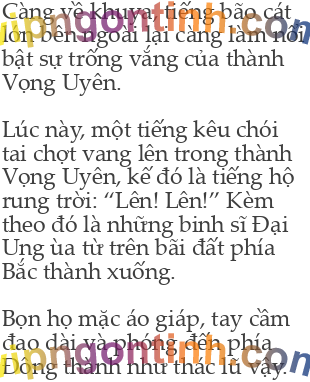 Càng về khuya, tiếng bão cát
lớn bên ngoài lại càng làm nổi
bật sự trống vắng của thành
Vọng Uyên.
Lúc này, một tiếng kêu chói
tai chợt vang lên trong thành
Vọng Uyên, kế đó là tiếng hộ
rung trời: “Lên! Lên!” Kèm
theo đó là những binh sĩ Đại
Ung ùa từ trên bãi đất phía
Bắc thành xuống.
Bọn họ mặc áo giáp, tay cầm
đao dài và phóng đến phía
Đông thành như thác lũ vậy.